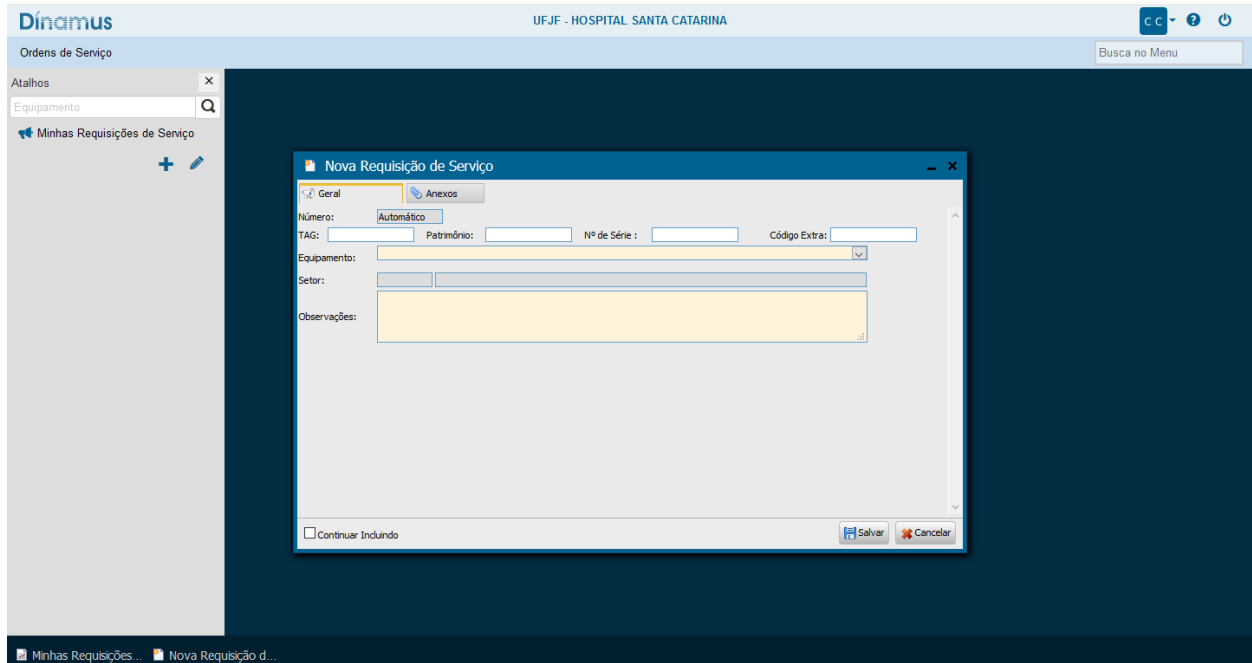 Dínamus
UFJF - HOSPITAL SANTA CATARINA
C C
Ordens de Serviço
Busca no Menu
Atalhos
Equipamento
Minhas Requisições de Serviço
Nova Requisição de Serviço
Geral
Anexos
Número:
Automático
TAG:
Patrimônio:
Nº de Série :
Código Extra:
Equipamento:
Setor:
Observações:
Continuar Incluindo
Salvar
Cancelar
Minhas Requisições...
Nova Requisição d...